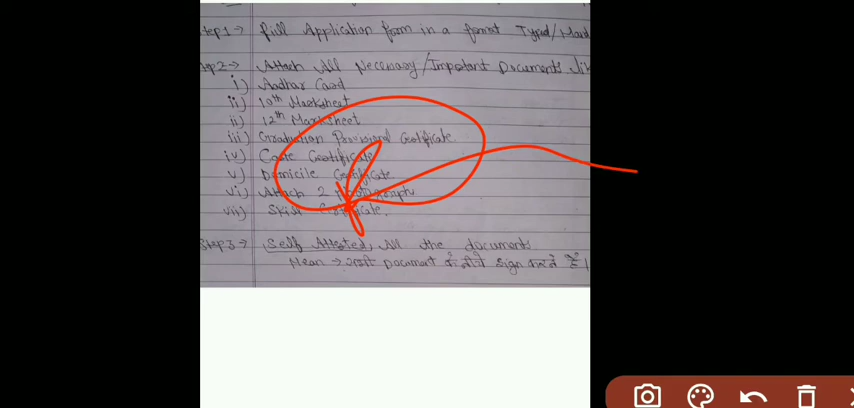 Step1→ Fill Application form in a format Typed/
Step2→ Attach All Necessary/Important Documents
i) Aadhar Card
ii) 10th Marksheet
ii) 12th Marksheet
iii) Graduation Provisional Certificate
iv) Caste Certificate
v) Domicile Certificate
vi) Attach 2 Photograph
vii) Skill Certificate.
Step3→ Self Attested, All the documents
Mean → सभी Document के नीचे Sign करने हैं।